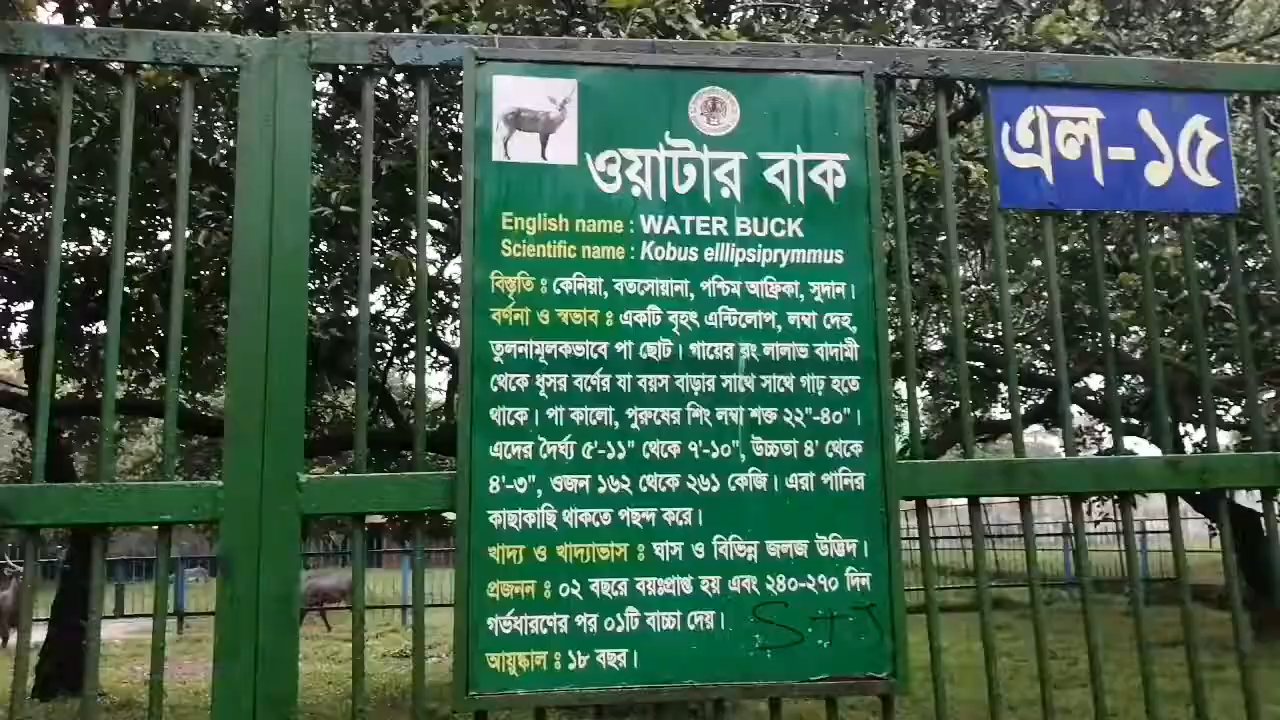 ওয়াটার বাক
English name : WATER BUCK
Scientific name : Kobus elllipsiprymmus
বিস্তৃতি : কেনিয়া, বতসোয়ানা, পশ্চিম আফ্রিকা, সুদান।
বর্ণনা ও স্বভাব : একটি বৃহৎ এন্টিলোপ, লম্বা দেহ,
তুলনামূলকভাবে পা ছোট। গায়ের রং লালাভ বাদামী
থেকে ধূসর বর্ণের যা বয়স বাড়ার সাথে সাথে গাঢ় হতে
থাকে। পা কালো, পুরুষের শিং লম্বা শক্ত ২২"-৪০"।
এদের দৈর্ঘ্য ৫'-১১" থেকে ৭'-১০", উচ্চতা ৪' থেকে
৪'-৩", ওজন ১৬২ থেকে ২৬১ কেজি। এরা পানির
কাছাকাছি থাকতে পছন্দ করে।
খাদ্য ও খাদ্যাভাস : ঘাস ও বিভিন্ন জলজ উদ্ভিদ।
প্রজনন : ০২ বছরে বয়ঃপ্রাপ্ত হয় এবং ২৪০-২৭০ দিন
গর্ভধারণের পর ০১টি বাচ্চা দেয়।
S+J
আয়ুষ্কাল : ১৮ বছর।
এল-১৫